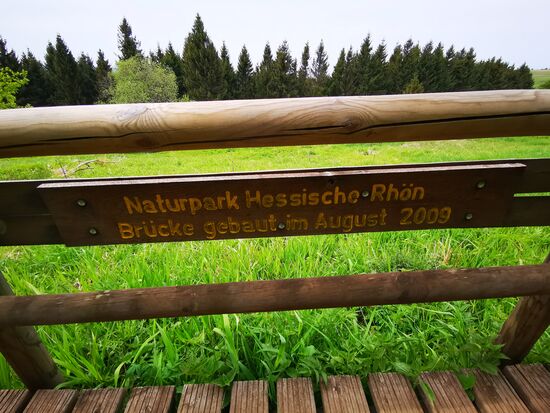 Naturpark Hessische Rhön
Brücke gebaut im August 2009